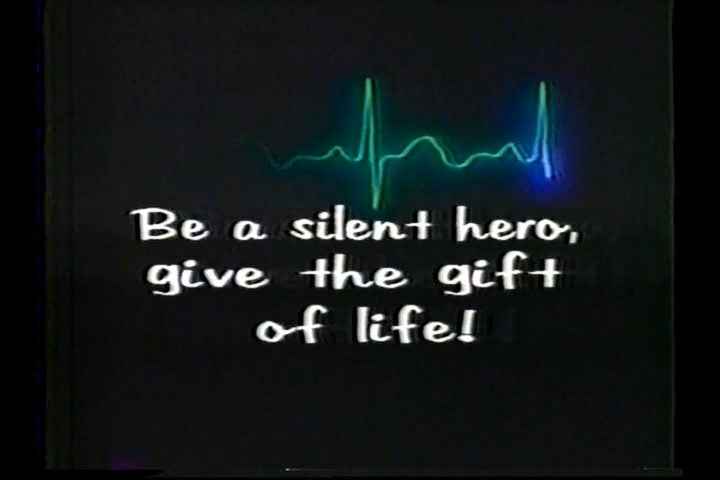 Be a silent hero,
give the gift
of life!